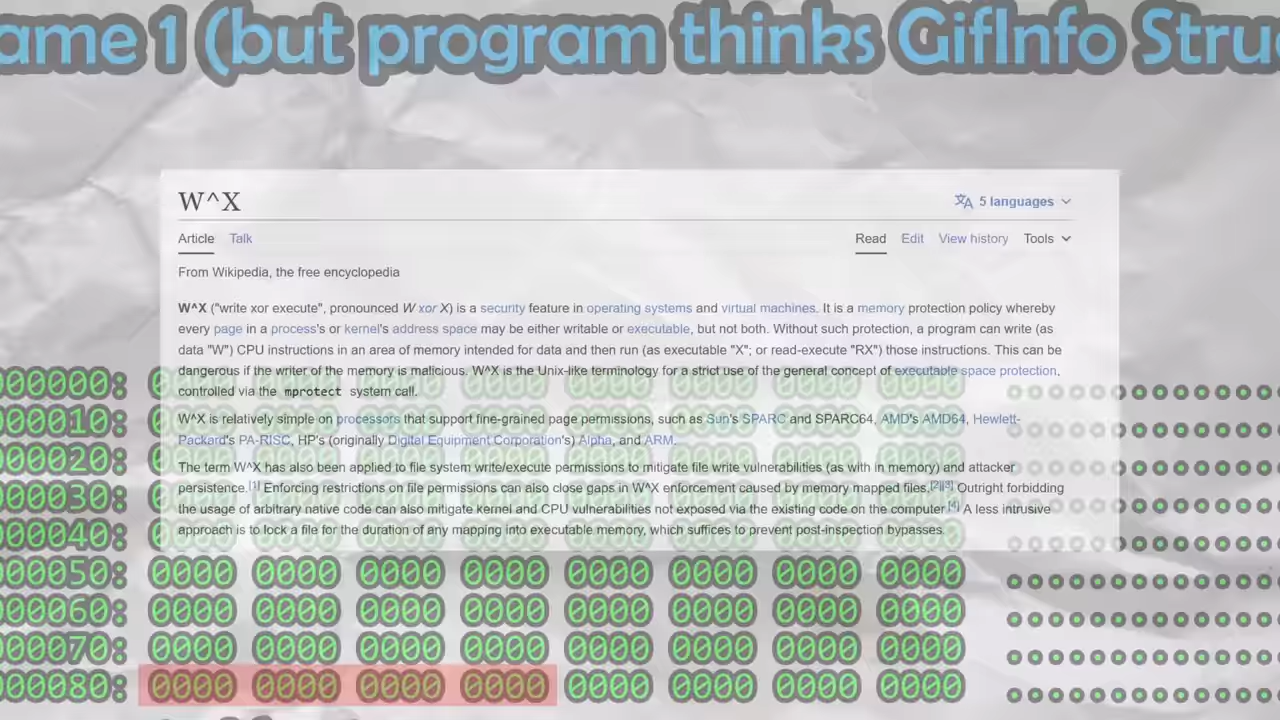 ame 1 (but program thinks GifInfo Stru
W^X
5 languages
Article Talk
Read Edit View history Tools
From Wikipedia, the free encyclopedia
W^X ("write xor execute", pronounced W xor X) is a security feature in operating systems and virtual machines. It is a memory protection policy whereby
every page in a process's or kernel's address space may be either writable or executable, but not both. Without such protection, a program can write (as
data "W") CPU instructions in an area of memory intended for data and then run (as executable "X"; or read-execute "RX") those instructions. This can be
dangerous if the writer of the memory is malicious. W^X is the Unix-like terminology for a strict use of the general concept of executable space protection,
controlled via the mprotect system call.
W^X is relatively simple on processors that support fine-grained page permissions, such as Sun's SPARC and SPARC64, AMD's AMD64, Hewlett-
Packard's PA-RISC, HP's (originally Digital Equipment Corporation's) Alpha, and ARM.
The term W^X has also been applied to file system write/execute permissions to mitigate file write vulnerabilities (as with in memory) and attacker
persistence.[1] Enforcing restrictions on file permissions can also close gaps in W^X enforcement caused by memory mapped files.[2][3] Outright forbidding
the usage of arbitrary native code can also mitigate kernel and CPU vulnerabilities not exposed via the existing code on the computer.[4] A less intrusive
approach is to lock a file for the duration of any mapping into executable memory, which suffices to prevent post-inspection bypasses.
000000:
000010:
000020:
000030:
000040:
000050: 0000 0000 0000 0000 0000 0000 0000 0000 ................
000060: 0000 0000 0000 0000 0000 0000 0000 0000 ................
000070: 0000 0000 0000 0000 0000 0000 0000 0000 ................
000080: 0000 0000 0000 0000 0000 0000 0000 0000 ................